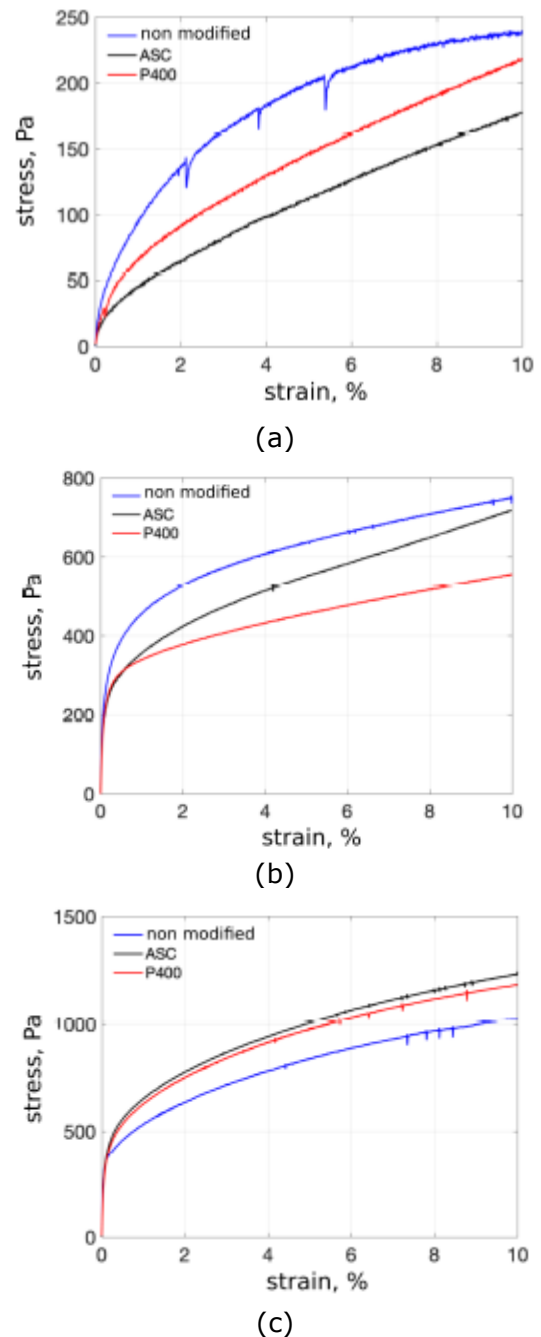 250
200
150
100
50
0
stress, Pa
non modified
ASC
P400
0 2 4 6 8 10
strain, %
(a)
800
600
400
200
0
stress, Pa
non modified
ASC
P400
0 2 4 6 8 10
strain, %
(b)
1500
1000
500
0
stress, Pa
non modified
ASC
P400
0 2 4 6 8 10
strain, %
(c)